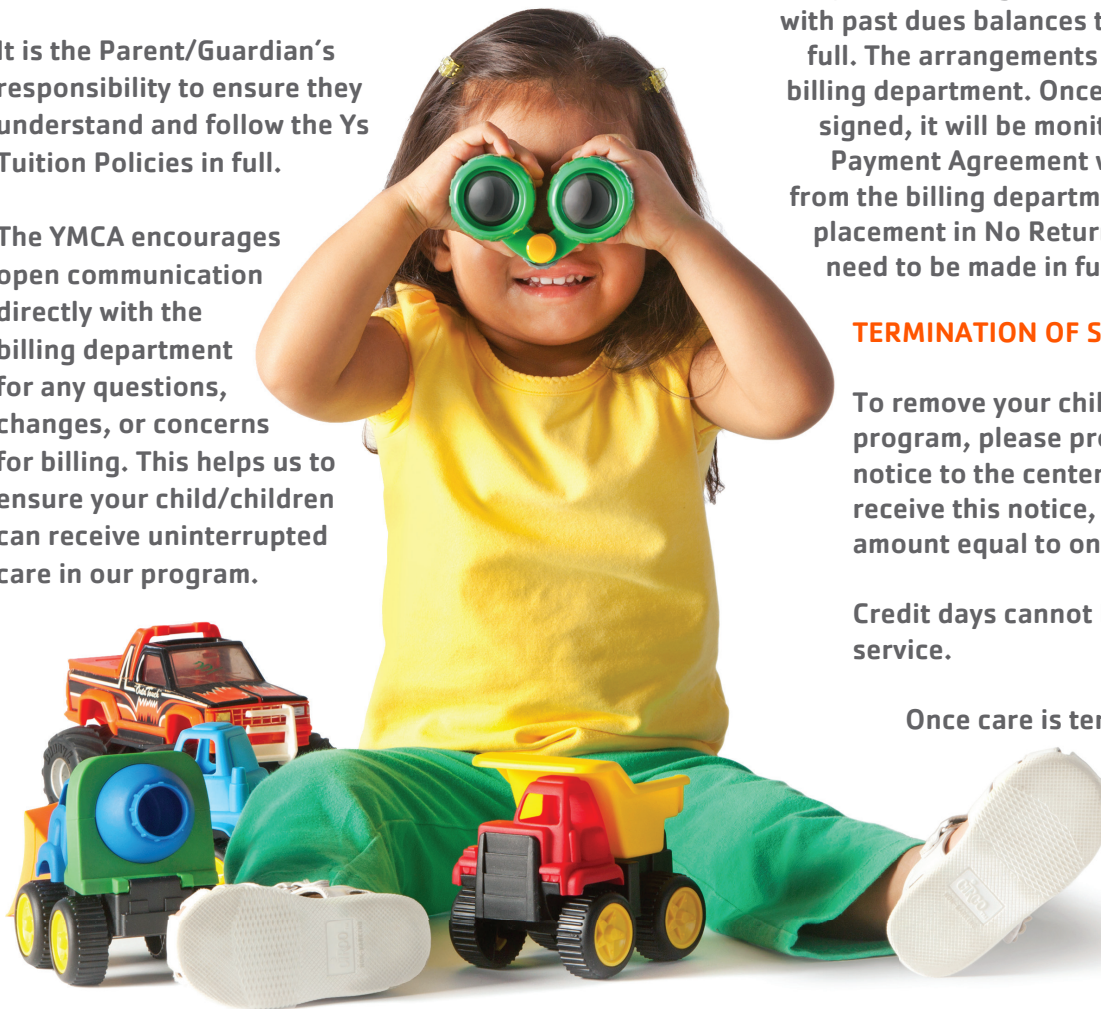 It is the Parent/Guardian's
responsibility to ensure they
understand and follow the Ys
Tuition Policies in full.
The YMCA encourages
open communication
directly with the
billing department
for any questions,
changes, or concerns
for billing. This helps us to
ensure your child/children
can receive uninterrupted
care in our program.
with past dues balances t
full. The arrangements
billing department. Once
signed, it will be monit
Payment Agreement
from the billing departm
placement in No Retur
need to be made in fu
TERMINATION OF S
To remove your chil
program, please pr
notice to the center
receive this notice,
amount equal to on
Credit days cannot
service.
Once care is ter